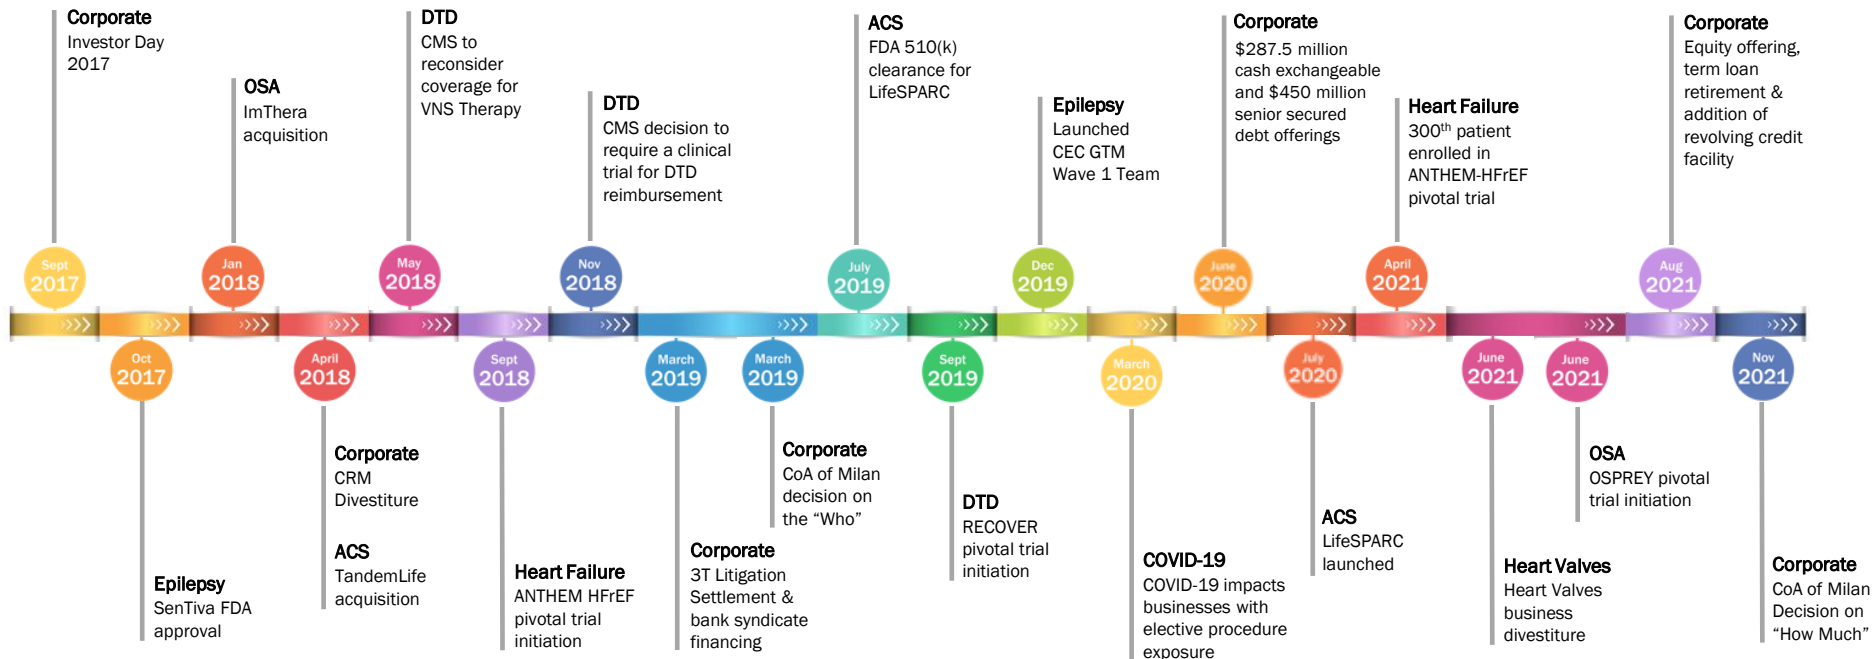 Corporate
Investor Day
2017
OSA
ImThera
acquisition
DTD
CMS to
reconsider
coverage for
VNS Therapy
DTD
CMS decision to
require a clinical
trial for DTD
reimbursement
ACS
FDA 510(k)
clearance for
LifeSPARC
Epilepsy
Launched
CEC GTM
Wave 1 Team
Corporate
$287.5 million
cash exchangeable
and $450 million
senior secured
debt offerings
Heart Failure
300th patient
enrolled in
ANTHEM-HFrEF
pivotal trial
Corporate
Equity offering,
term loan
retirement &
addition of
revolving credit
facility
Sept
2017
Jan
2018
May
2018
Nov
2018
July
2019
Dec
2019
June
2020
April
2021
Aug
2021
Oct
2017
April
2018
Sept
2018
March
2019
March
2019
Sept
2019
March
2020
July
2020
June
2021
June
2021
Nov
2021
Epilepsy
SenTiva FDA
approval
Corporate
CRM
Divestiture
ACS
TandemLife
acquisition
Heart Failure
ANTHEM HFrEF
pivotal trial
initiation
Corporate
3T Litigation
Settlement &
bank syndicate
financing
Corporate
CoA of Milan
decision on
the “Who”
DTD
RECOVER
pivotal trial
initiation
COVID-19
COVID-19 impacts
businesses with
elective procedure
exposure
ACS
LifeSPARC
launched
Heart Valves
Heart Valves
business
divestiture
OSA
OSPREY pivotal
trial initiation
Corporate
CoA of Milan
Decision on
“How Much”